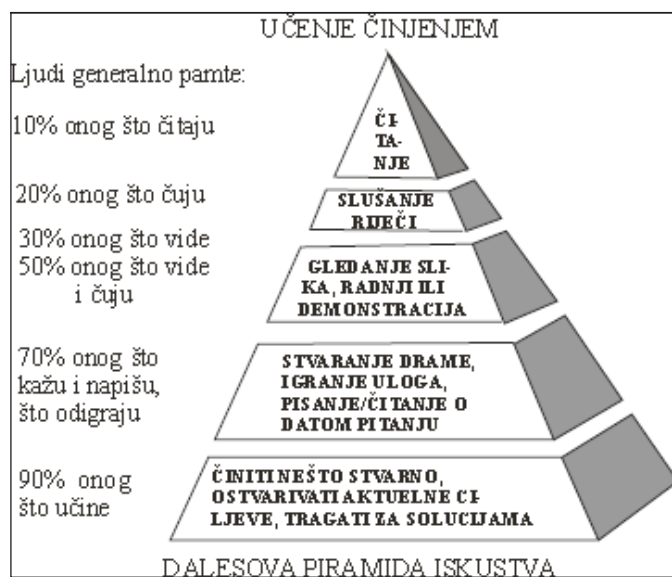 UČENJE ČINJENJEM
Ljudi generalno pamte:
10% onog što čitaju
ČI-
TA-
NJE
20% onog što čuju
SLUŠANJE
RIJEČI
30% onog što vide
50% onog što vide
i čuju
GLEDANJE SLI-
KA, RADNJI ILI
DEMONSTRACIJA
70% onog što
kažu i napišu,
što odigraju
STVARANJE DRAME,
IGRANJE ULOGA,
PISANJE/ČITANJE O
DATOM PITANJU
90% onog
što učine
ČINITI NEŠTO STVARNO,
OSTVARIVATI AKTUELNE CI-
LJEVE, TRAGATI ZA SOLUCIJAMA
DALESOVA PIRAMIDA ISKUSTVA